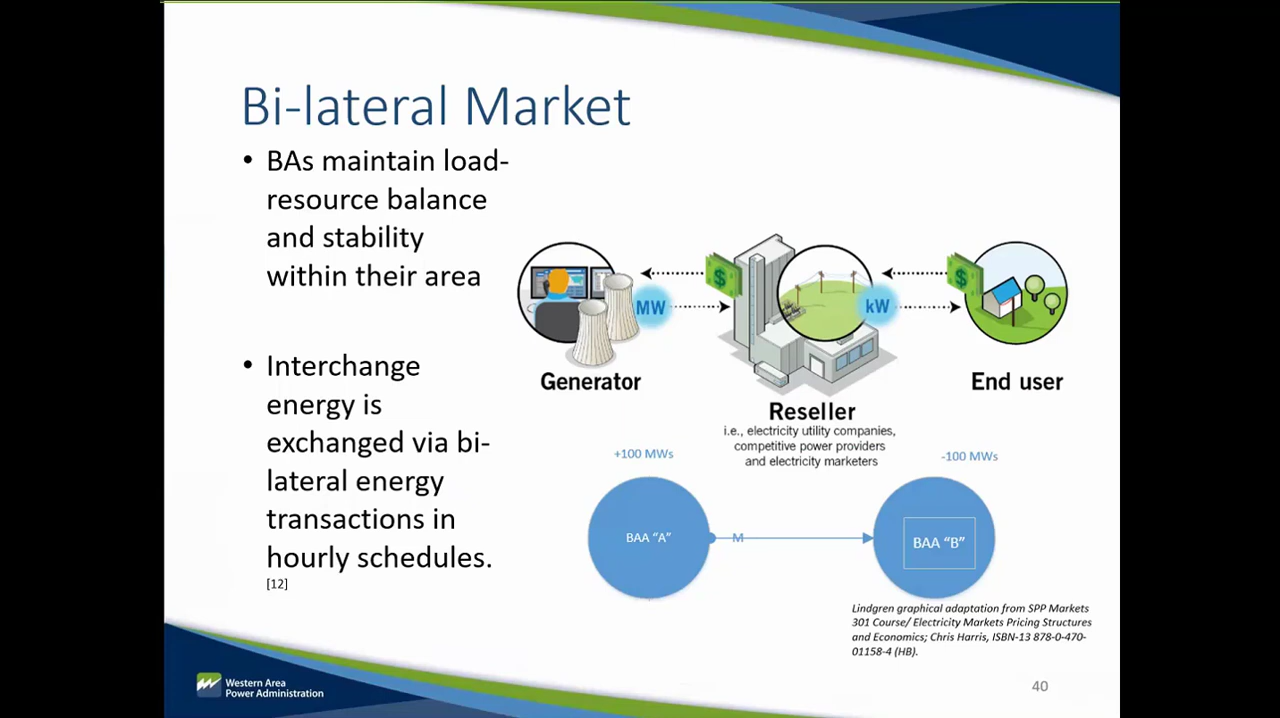 Bi-lateral Market
• BAs maintain load-
resource balance
and stability
within their area
• Interchange
energy is
exchanged via bi-
lateral energy
transactions in
hourly schedules.
[12]
$
$
MW
kW
Generator
End user
Reseller
i.e., electricity utility companies,
competitive power providers
and electricity marketers
+100 MWs
-100 MWs
BAA “A”
M
BAA “B”
Lindgren graphical adaptation from SPP Markets
301 Course/ Electricity Markets Pricing Structures
and Economics; Chris Harris, ISBN-13 878-0-470-
01158-4 (HB).
Western Area
Power Administration
40